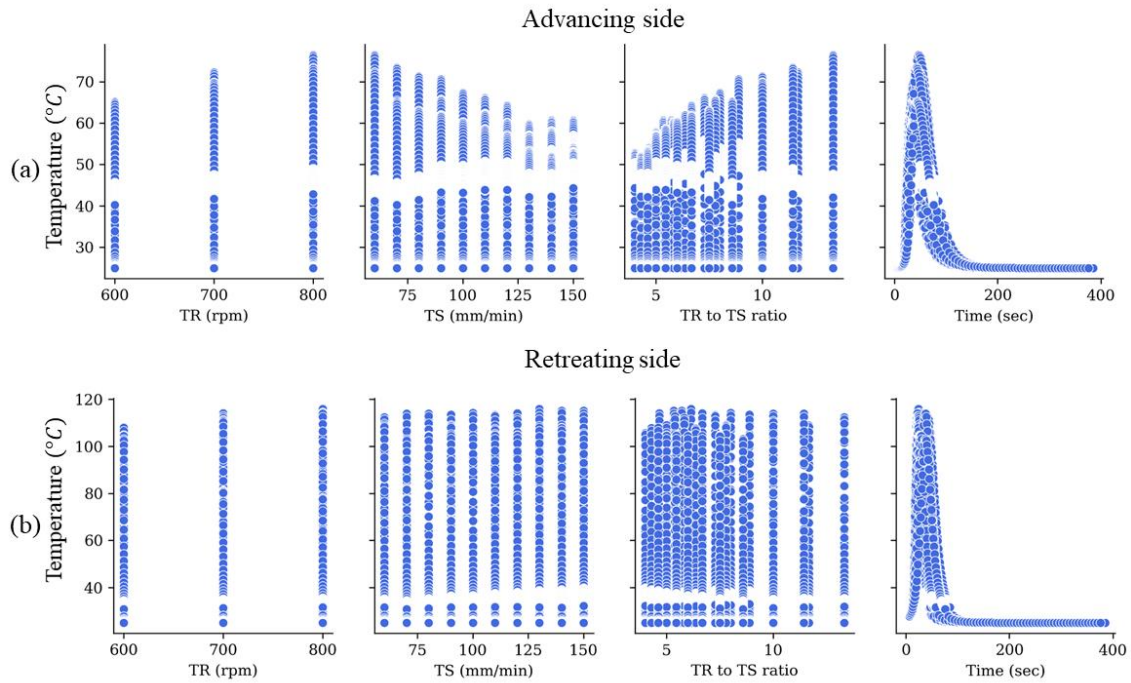 Advancing side
(a)
Temperature (°C)
70
60
50
40
30
600 700 800
TR (rpm)
75 100 125 150
TS (mm/min)
5 10
TR to TS ratio
0 200 400
Time (sec)
Retreating side
(b)
Temperature (°C)
120
100
80
60
40
600 700 800
TR (rpm)
75 100 125 150
TS (mm/min)
5 10
TR to TS ratio
0 200 400
Time (sec)